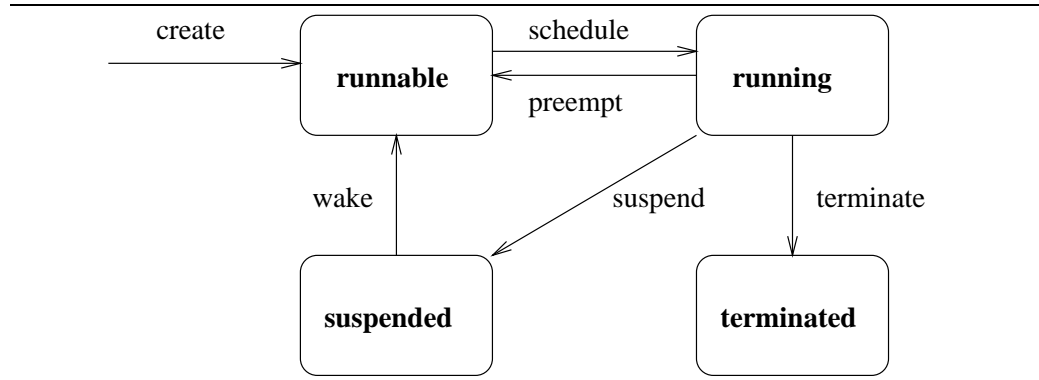 create
schedule
runnable
running
preempt
wake
suspend
terminate
suspended
terminated